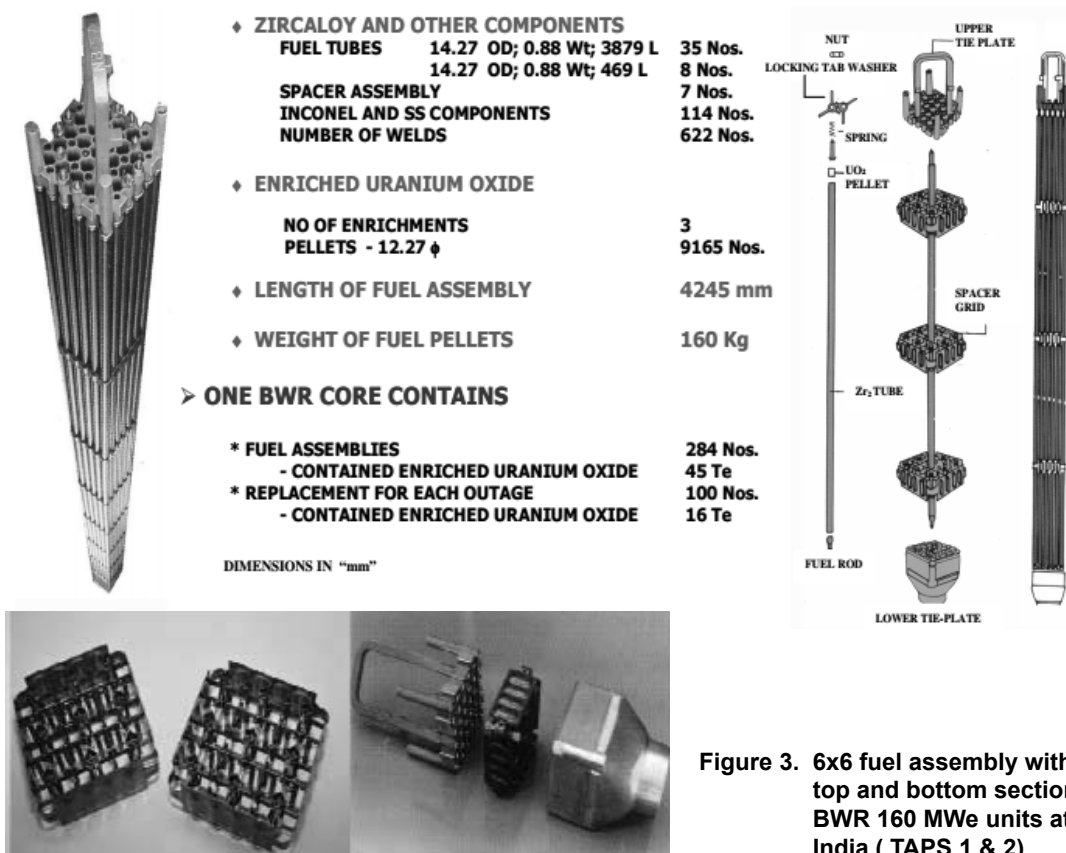 ♦ ZIRCALOY AND OTHER COMPONENTS
FUEL TUBES 14.27 OD; 0.88 Wt; 3879 L 35 Nos.
14.27 OD; 0.88 Wt; 469 L 8 Nos.
SPACER ASSEMBLY 7 Nos.
INCONEL AND SS COMPONENTS 114 Nos.
NUMBER OF WELDS 622 Nos.
♦ ENRICHED URANIUM OXIDE
NO OF ENRICHMENTS 3
PELLETS - 12.27 ϕ 9165 Nos.
♦ LENGTH OF FUEL ASSEMBLY 4245 mm
♦ WEIGHT OF FUEL PELLETS 160 Kg
➢ ONE BWR CORE CONTAINS
* FUEL ASSEMBLIES 284 Nos.
- CONTAINED ENRICHED URANIUM OXIDE 45 Te
* REPLACEMENT FOR EACH OUTAGE 100 Nos.
- CONTAINED ENRICHED URANIUM OXIDE 16 Te
DIMENSIONS IN “mm”
NUT
UPPER
TIE PLATE
LOCKING TAB WASHER
SPRING
UO₂
PELLET
SPACER
GRID
Zr₂ TUBE
FUEL ROD
LOWER TIE-PLATE
Figure 3. 6x6 fuel assembly with
top and bottom section
BWR 160 MWe units at
India ( TAPS 1 & 2)